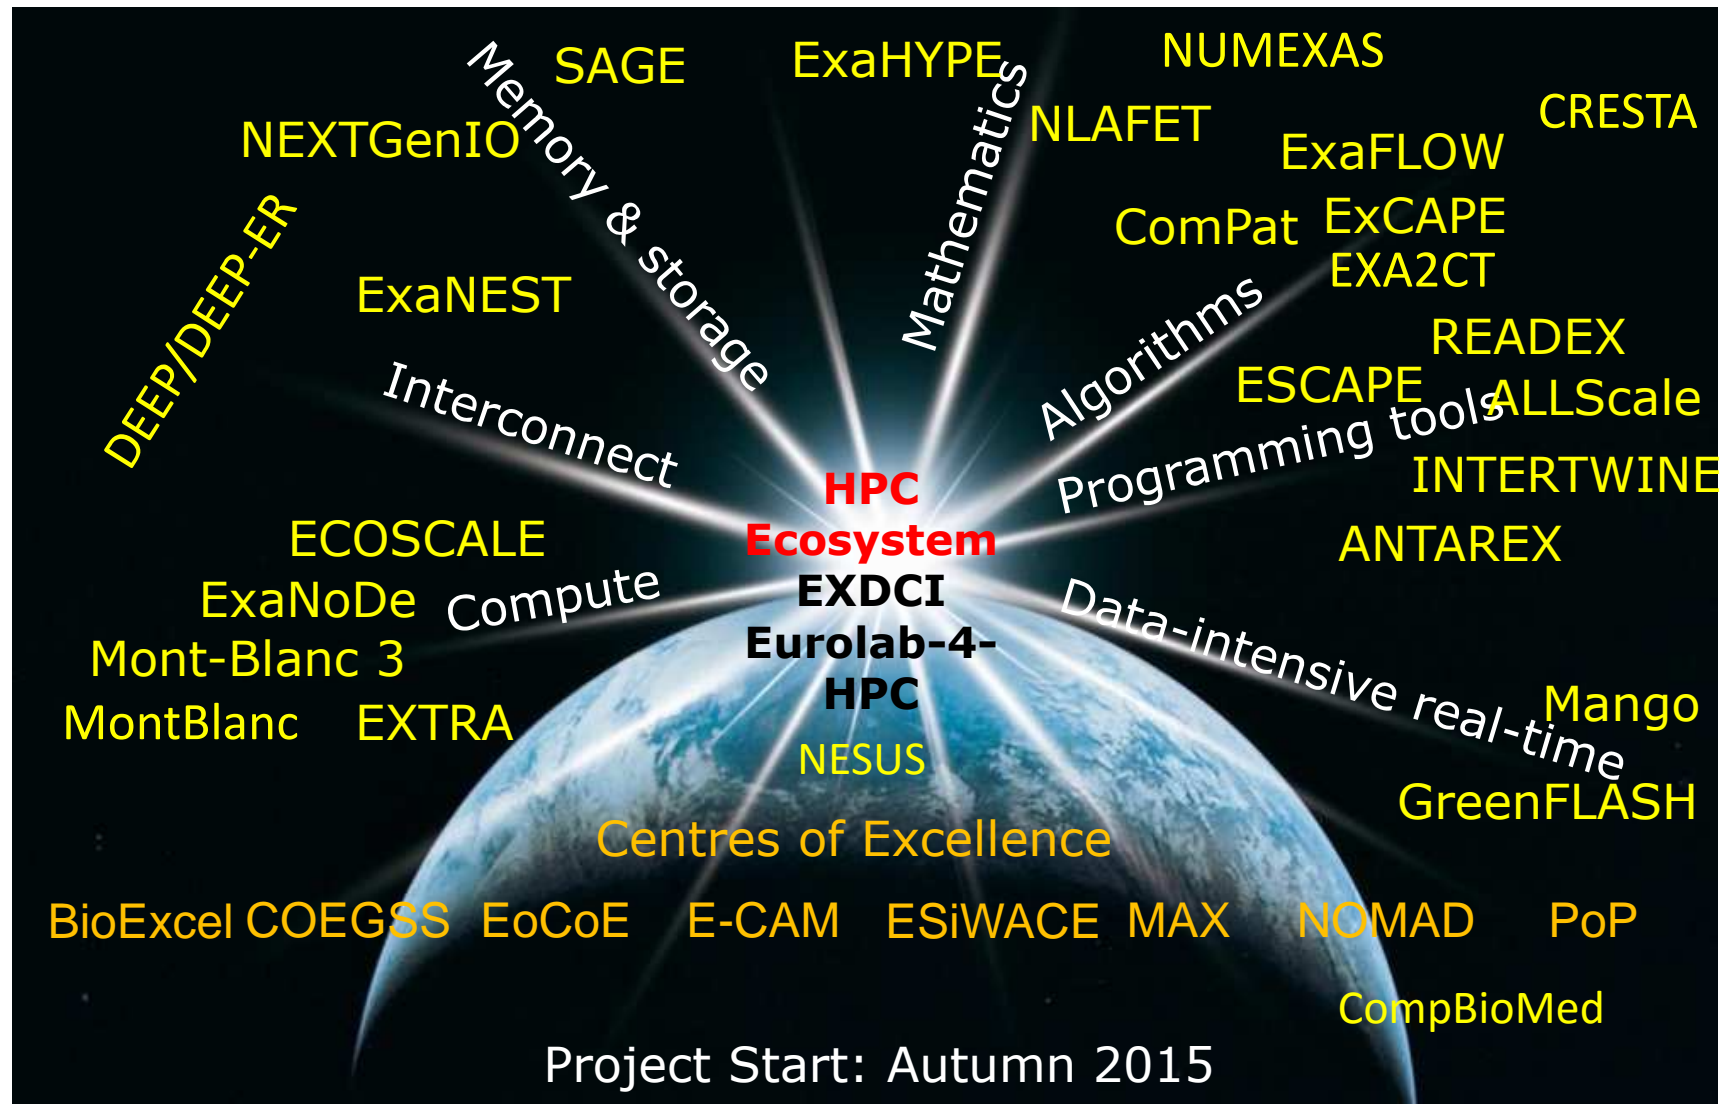 SAGE
ExaHYPE
NUMEXAS
CRESTA
NEXTGenIO
Memory & storage
Mathematics
NLAFET
ExaFLOW
ComPat
ExCAPE
EXA2CT
DEEP/DEEP-ER
ExaNEST
READEX
ESCAPE
ALLScale
Interconnect
Algorithms
Programming tools
INTERTWINE
HPC
Ecosystem
EXDCI
Eurolab-4-
HPC
ECOSCALE
ANTAREX
ExaNoDe
Compute
Data-intensive real-time
Mont-Blanc 3
Mango
MontBlanc
EXTRA
NESUS
GreenFLASH
Centres of Excellence
BioExcel
COEGSS
EoCoE
E-CAM
ESiWACE
MAX
NOMAD
PoP
CompBioMed
Project Start: Autumn 2015